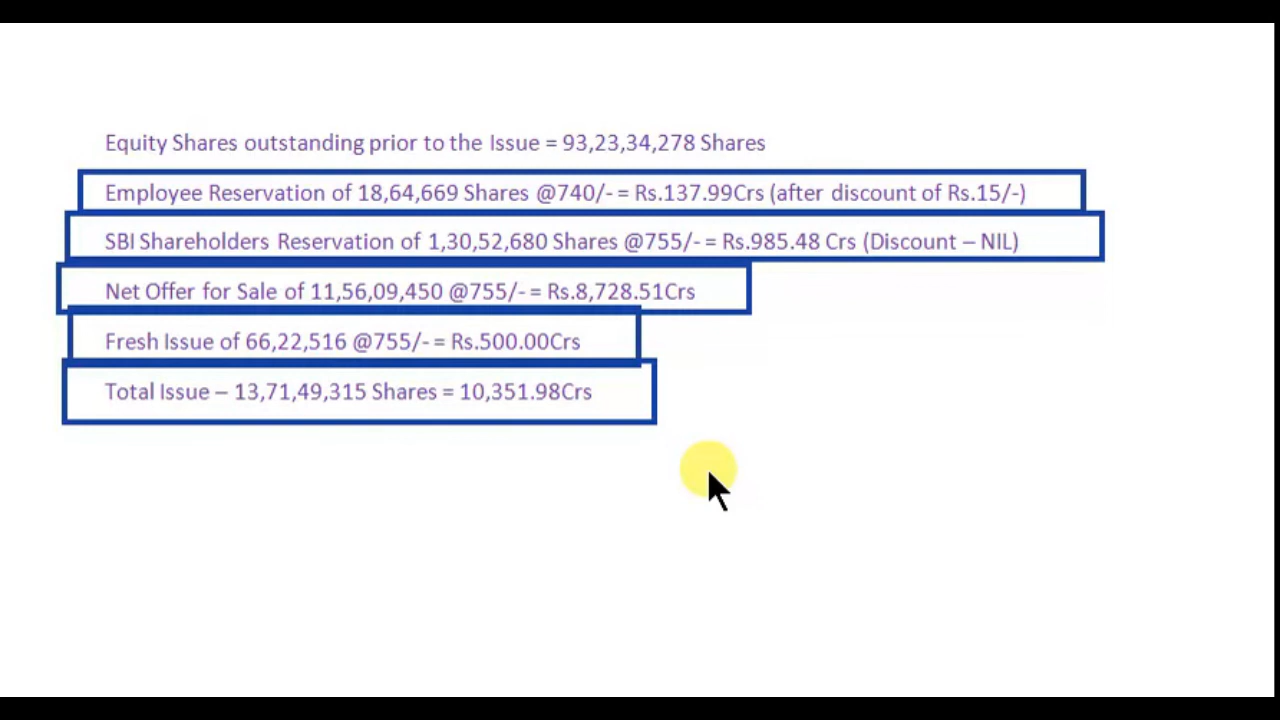 Equity Shares outstanding prior to the Issue = 93,23,34,278 Shares
Employee Reservation of 18,64,669 Shares @740/- = Rs.137.99Crs (after discount of Rs.15/-)
SBI Shareholders Reservation of 1,30,52,680 Shares @755/- = Rs.985.48 Crs (Discount – NIL)
Net Offer for Sale of 11,56,09,450 @755/- = Rs.8,728.51Crs
Fresh Issue of 66,22,516 @755/- = Rs.500.00Crs
Total Issue – 13,71,49,315 Shares = 10,351.98Crs